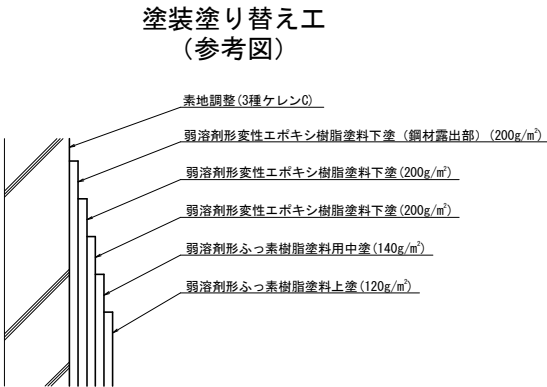 塗装塗り替え工
(参考図)
素地調整(3種ケレンC)
弱溶剤形変性エポキシ樹脂塗料下塗(鋼材露出部)(200g/㎡)
弱溶剤形変性エポキシ樹脂塗料下塗(200g/㎡)
弱溶剤形変性エポキシ樹脂塗料下塗(200g/㎡)
弱溶剤形ふっ素樹脂塗料用中塗(140g/㎡)
弱溶剤形ふっ素樹脂塗料上塗(120g/㎡)